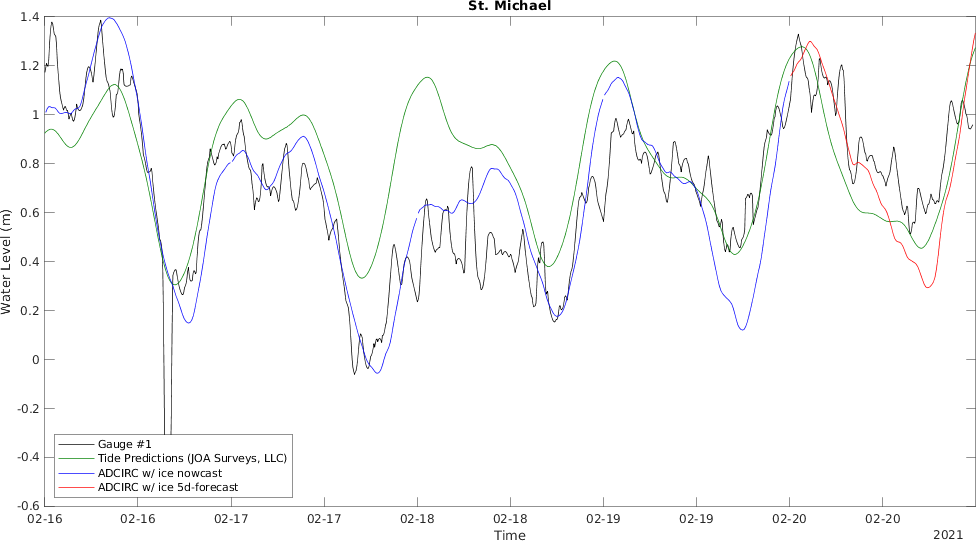 St. Michael
1.4
1.2
1
0.8
0.6
0.4
0.2
0
-0.2
-0.4
-0.6
Water Level (m)
Gauge #1
Tide Predictions (JOA Surveys, LLC)
ADCIRC w/ ice nowcast
ADCIRC w/ ice 5d-forecast
02-16 02-16 02-17 02-17 02-18 02-18 02-19 02-19 02-20 02-20
Time
2021